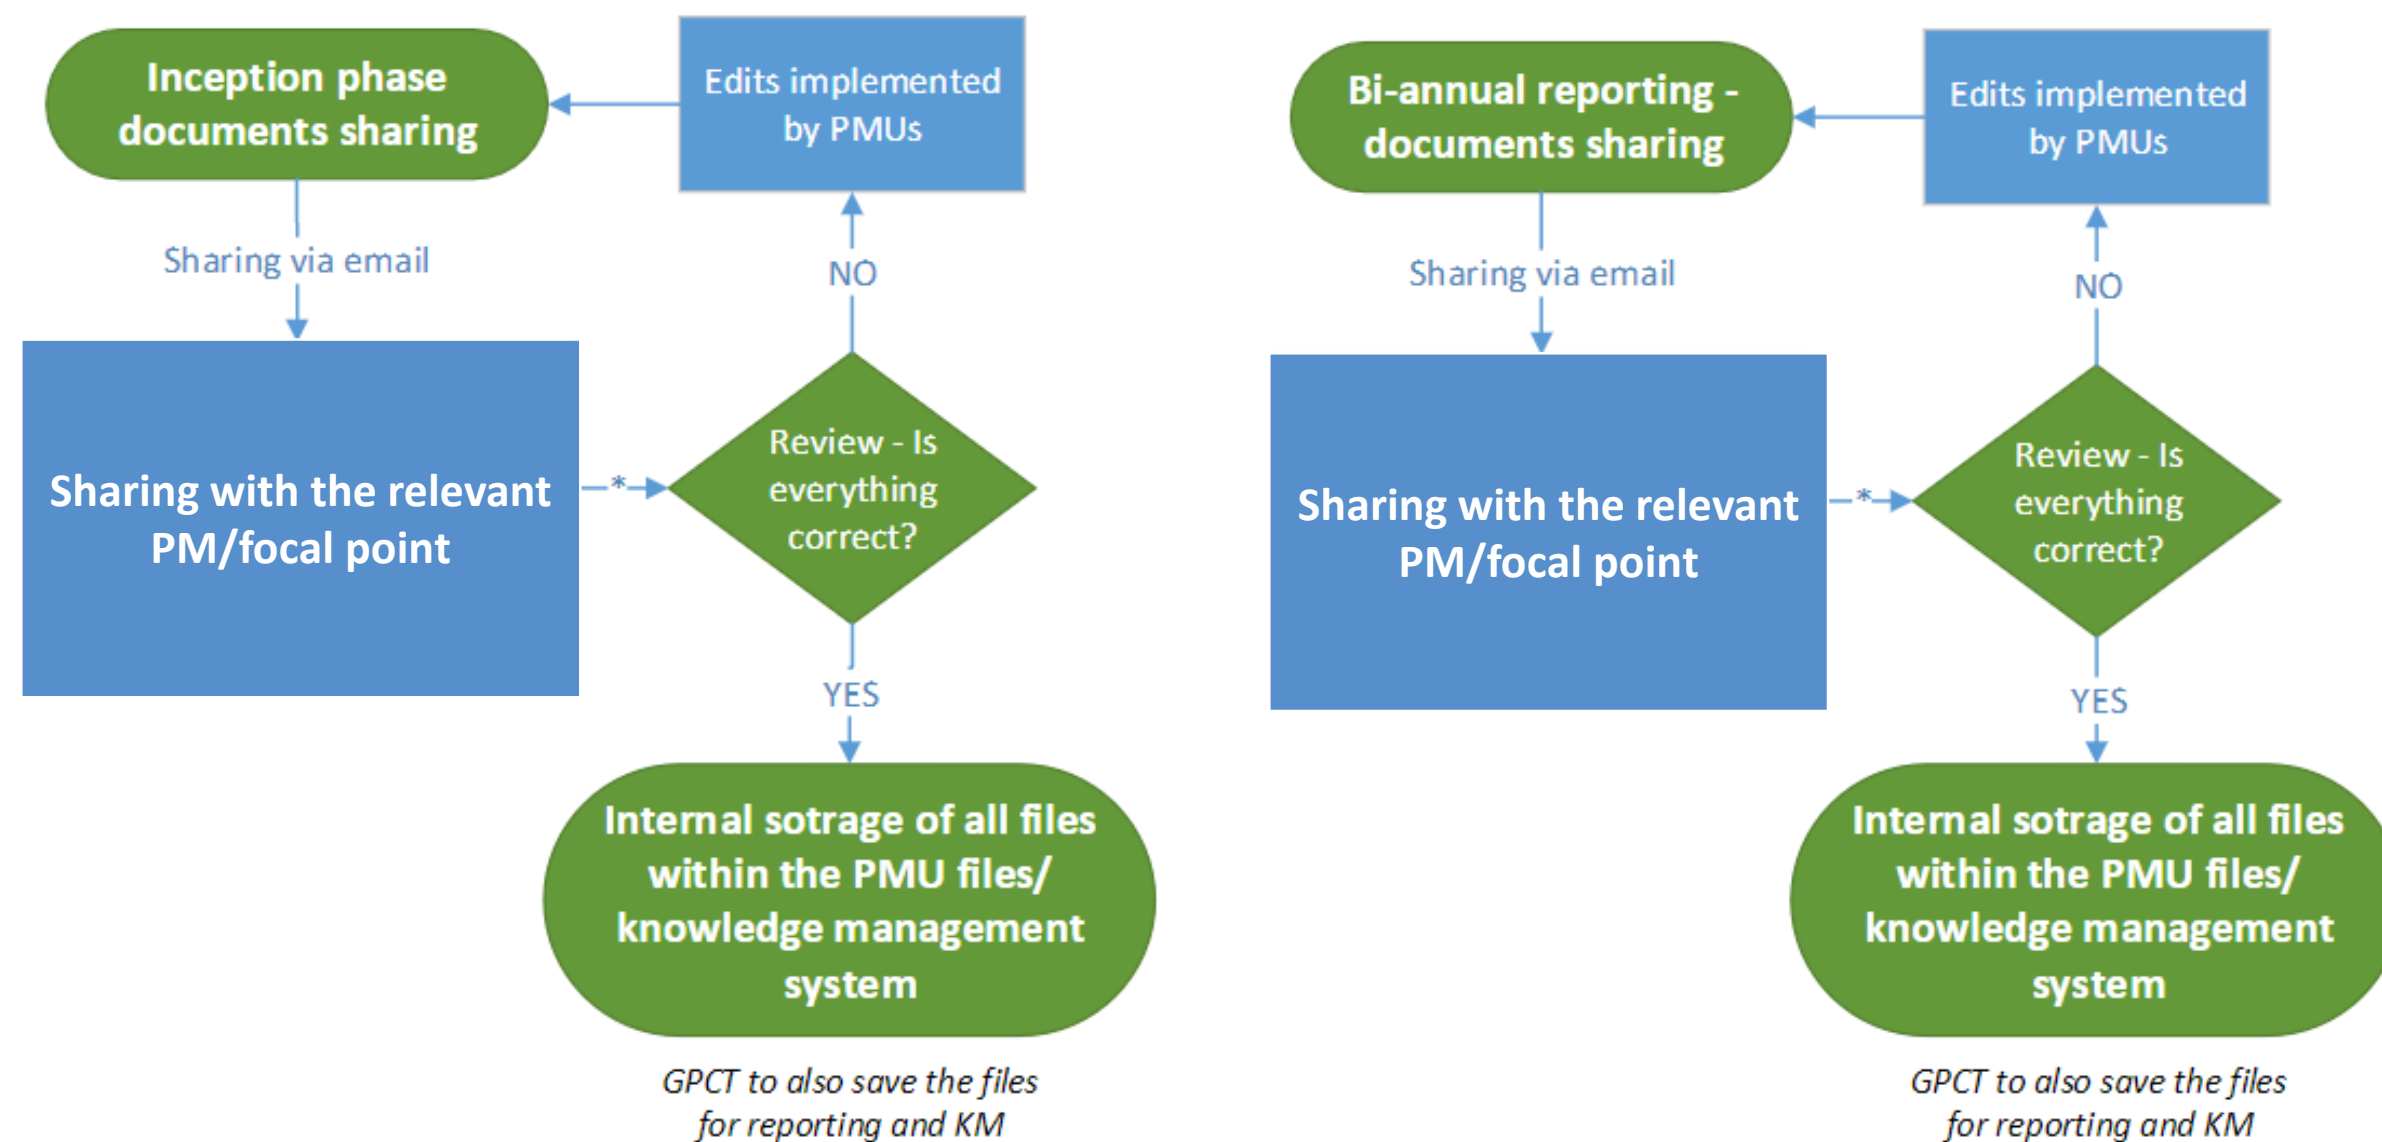 Inception phase
documents sharing
Edits implemented
by PMUs
Sharing via email
NO
Sharing with the relevant
PM/focal point
*
Review - Is
everything
correct?
YES
Internal sotrage of all files
within the PMU files/
knowledge management
system
GPCT to also save the files
for reporting and KM
Bi-annual reporting -
documents sharing
Edits implemented
by PMUs
Sharing via email
NO
Sharing with the relevant
PM/focal point
*
Review - Is
everything
correct?
YES
Internal sotrage of all files
within the PMU files/
knowledge management
system
GPCT to also save the files
for reporting and KM